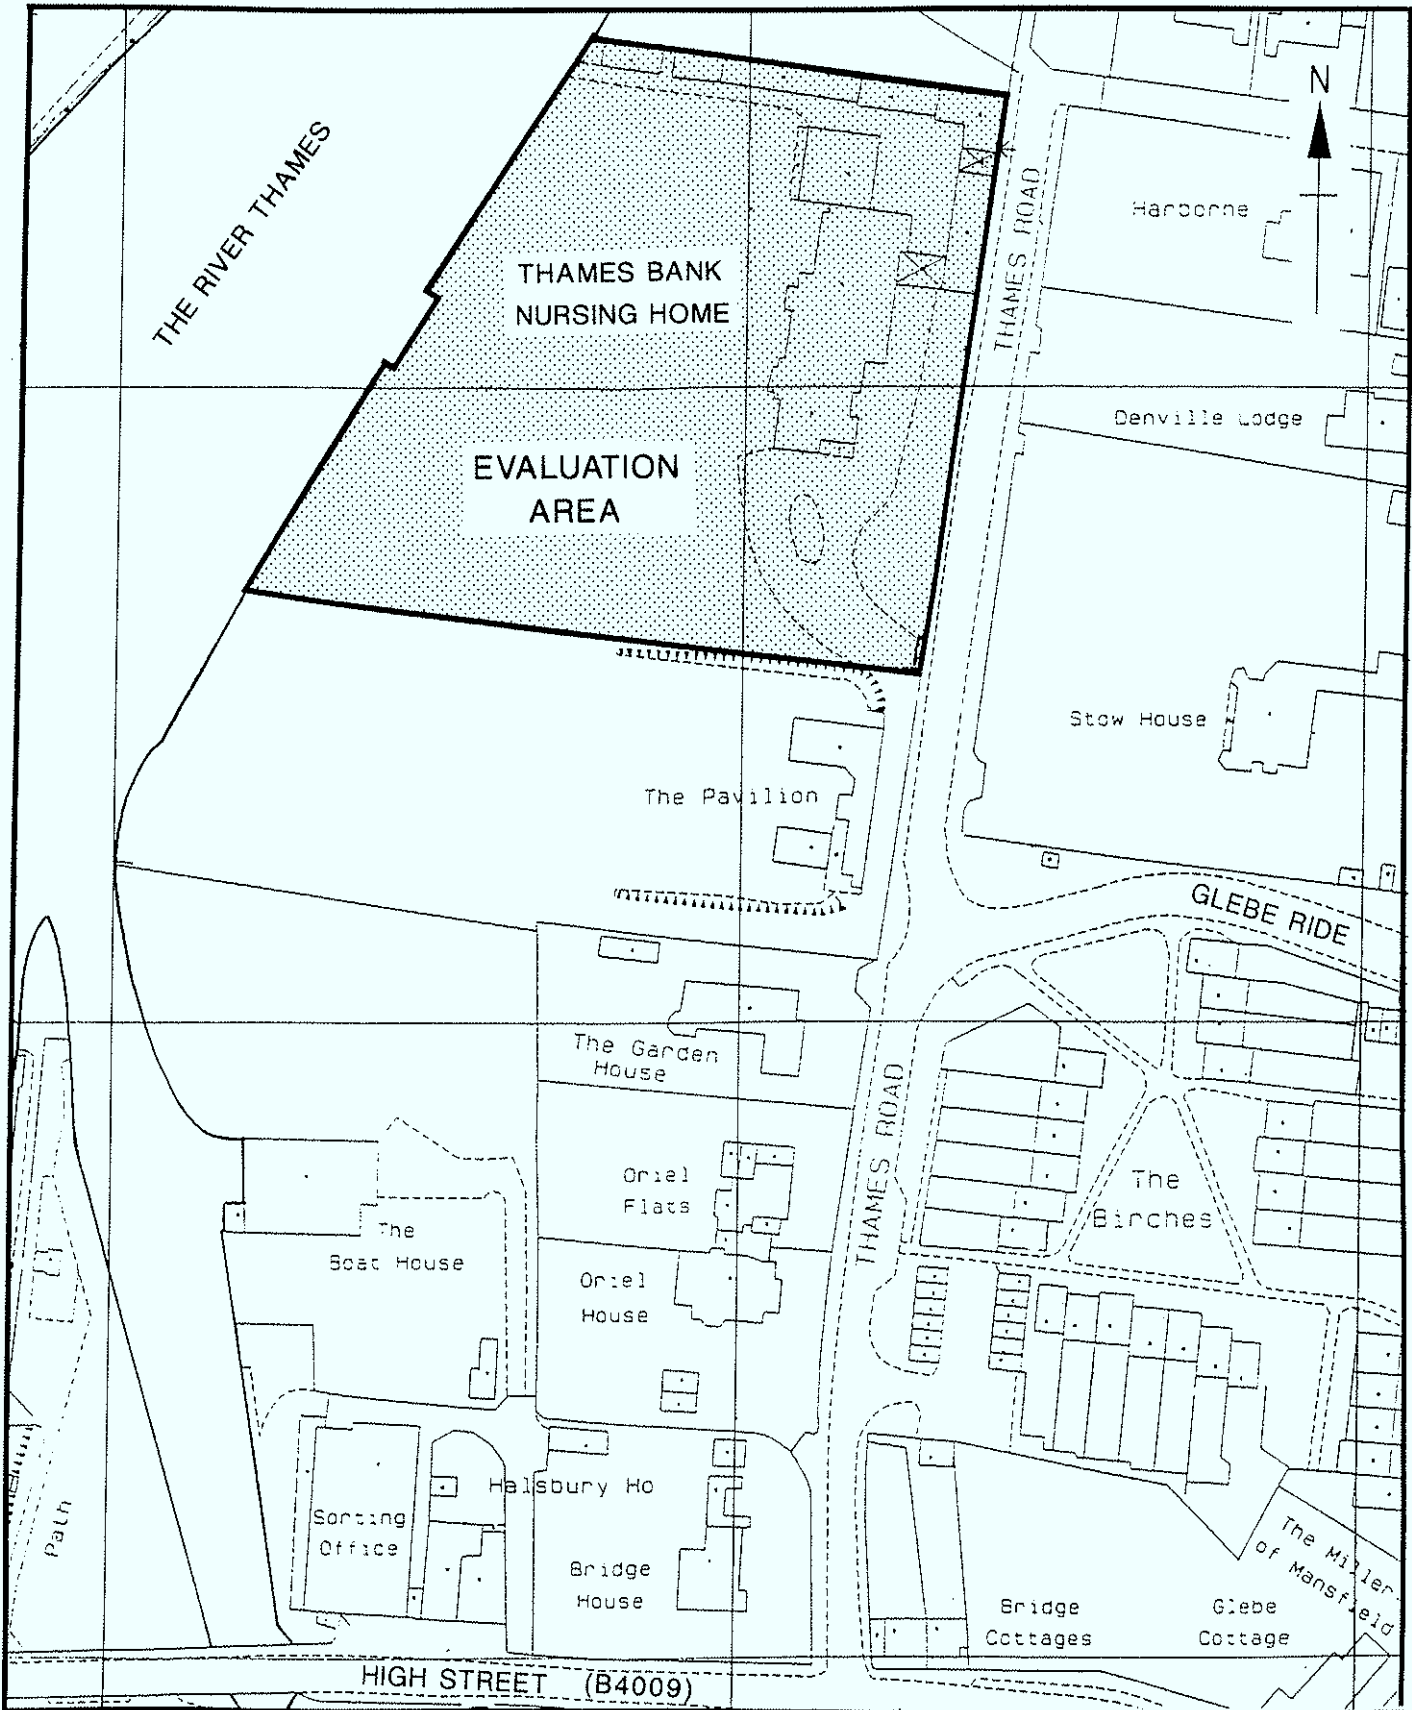 N
THE RIVER THAMES
THAMES ROAD
Harborne
THAMES BANK
NURSING HOME
Denville Lodge
EVALUATION
AREA
Stow House
The Pavilion
GLEBE RIDE
The Garden
House
THAMES ROAD
Oriel
Flats
The
Birches
The
Boat House
Oriel
House
Halsbury Ho
Path
Sorting
Office
Bridge
House
The Miller
of Mansfield
Bridge
Cottages
Glebe
Cottage
HIGH STREET (B4009)